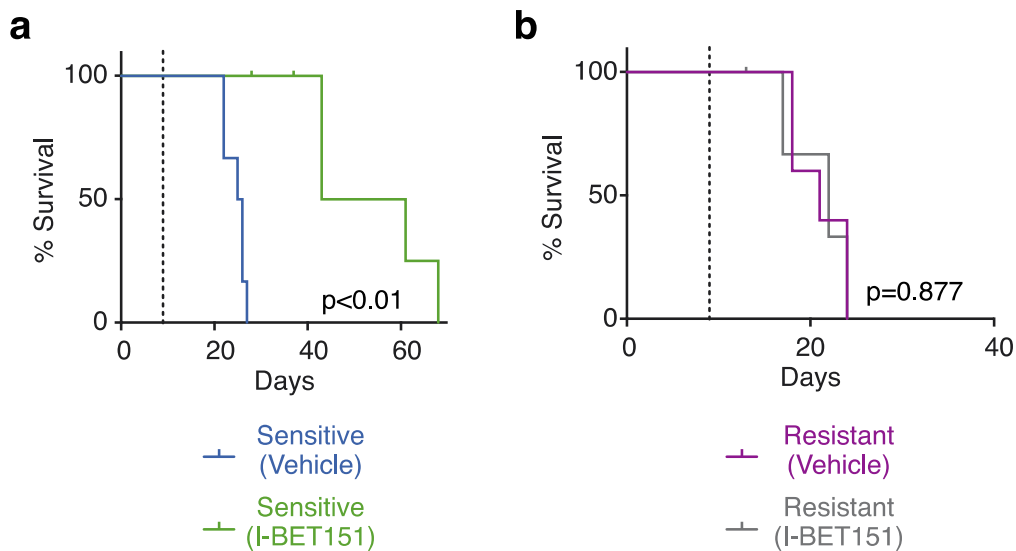 a
100
50
0
% Survival
p<0.01
0 20 40 60
Days
Sensitive
(Vehicle)
Sensitive
(I-BET151)
b
100
50
0
% Survival
p=0.877
0 20 40
Days
Resistant
(Vehicle)
Resistant
(I-BET151)